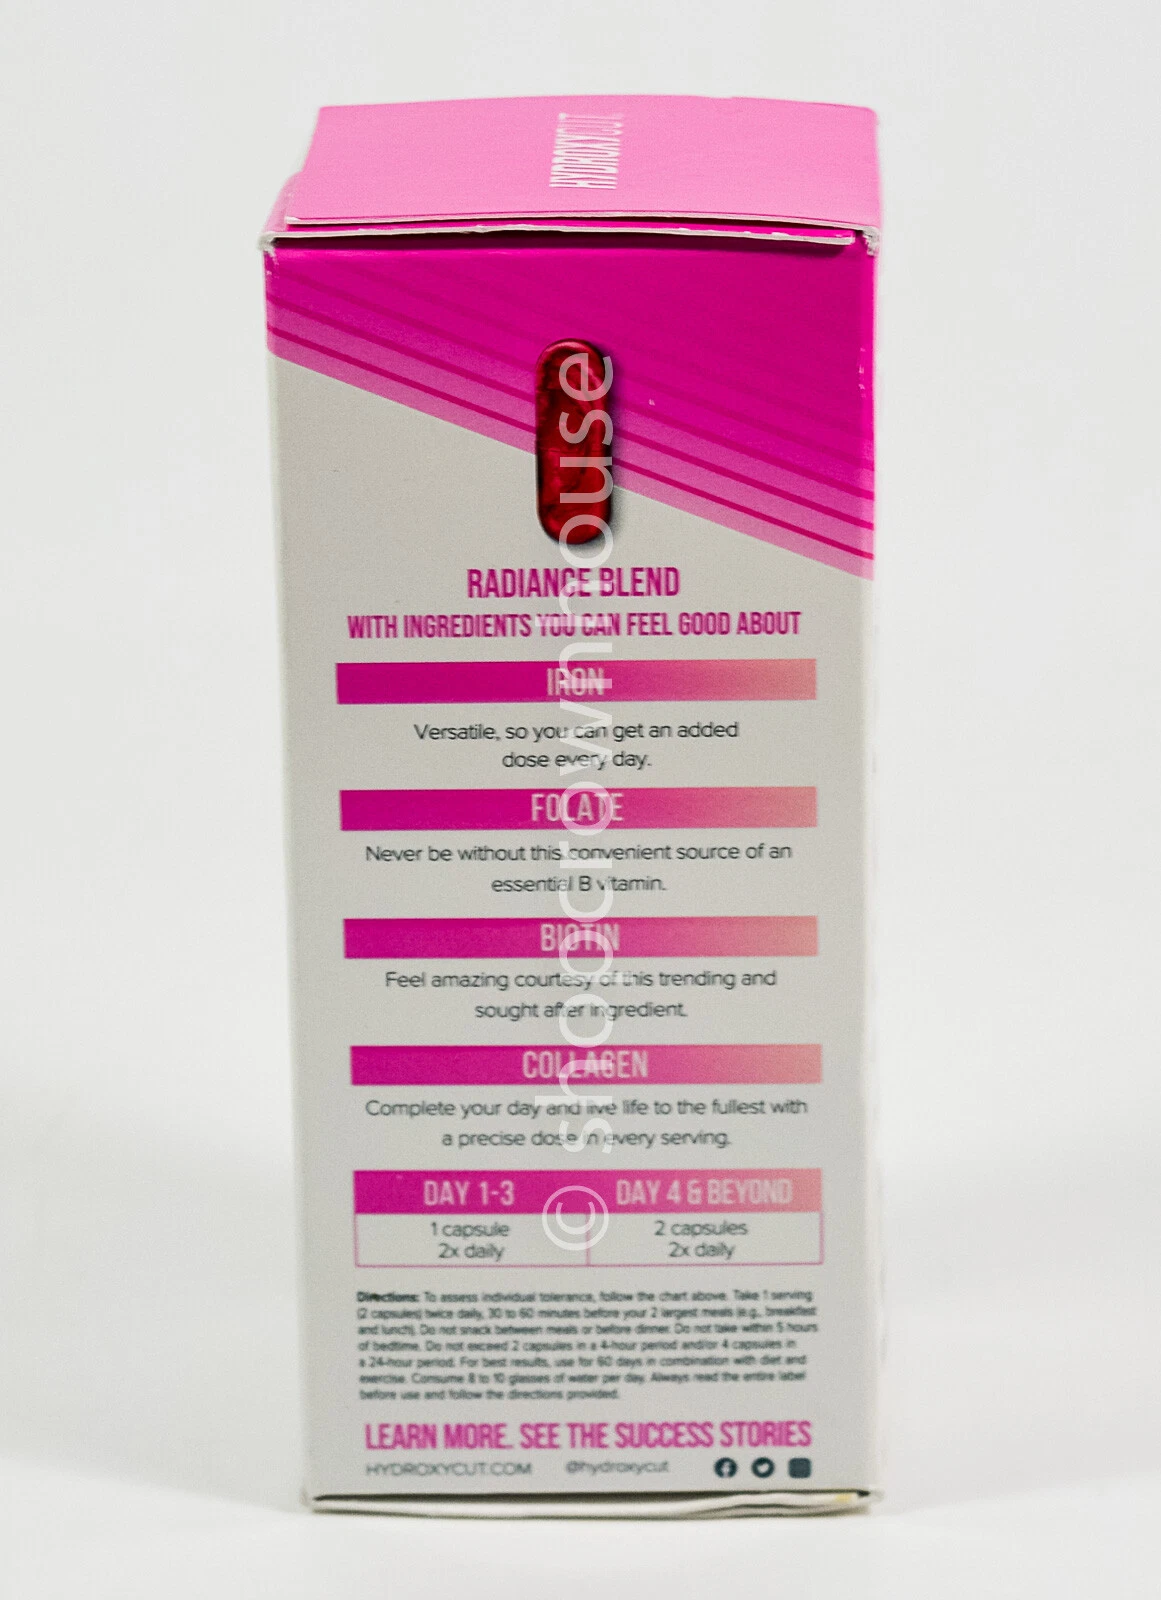 HYDROXYCUT
RADIANCE BLEND
WITH INGREDIENTS YOU CAN FEEL GOOD ABOUT
IRON
Versatile, so you can get an added
dose every day.
FOLATE
Never be without this convenient source of an
essential B vitamin.
BIOTIN
Feel amazing courtesy of this trending and
sought after ingredient.
COLLAGEN
Complete your day and live life to the fullest with
a precise dose in every serving.
DAY 1-3
DAY 4 & BEYOND
1 capsule
2x daily
2 capsules
2x daily
Directions: To assess individual tolerance, follow the chart above. Take 1 serving
(2 capsules) twice daily, 30 to 60 minutes before your 2 largest meals (e.g., breakfast
and lunch). Do not snack between meals or before dinner. Do not take within 5 hours
of bedtime. Do not exceed 2 capsules in a 4-hour period and/or 4 capsules in
a 24-hour period. For best results, use for 60 days in combination with diet and
exercise. Consume 8 to 10 glasses of water per day. Always read the entire label
before use and follow the directions provided.
LEARN MORE. SEE THE SUCCESS STORIES
HYDROXYCUT.COM @hydroxycut
© shopcrownhouse